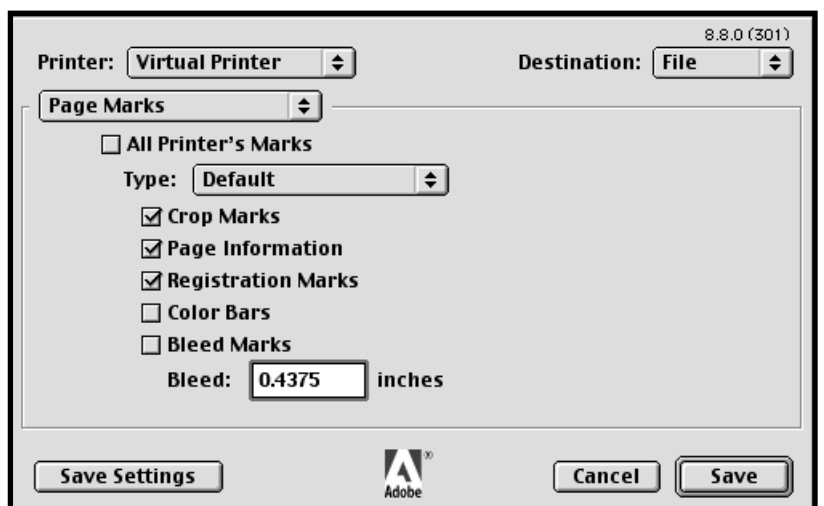 8.8.0 (301)
Printer: Virtual Printer Destination: File
Page Marks
All Printer's Marks
Type: Default
Crop Marks
Page Information
Registration Marks
Color Bars
Bleed Marks
Bleed: 0.4375 inches
Save Settings Adobe ® Cancel Save